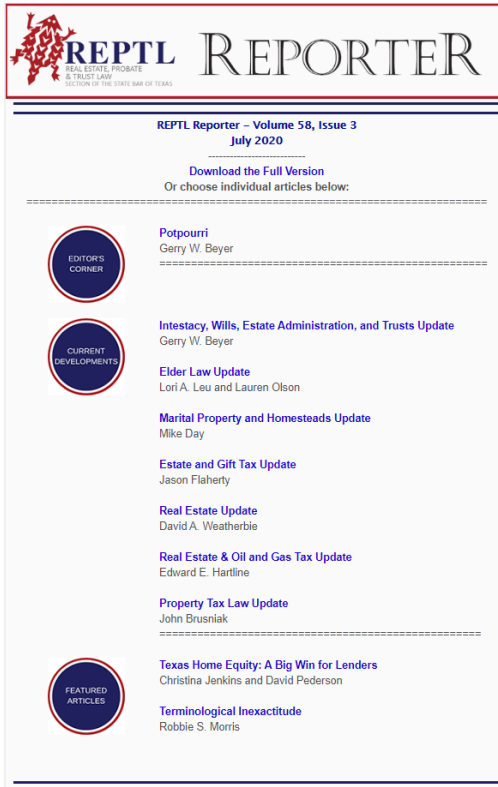 REPTL
REAL ESTATE, PROBATE
& TRUST LAW
SECTION OF THE STATE BAR OF TEXAS
REPORTER
REPTL Reporter – Volume 58, Issue 3
July 2020
---------------------------
Download the Full Version
Or choose individual articles below:
=========================================================================
EDITOR'S
CORNER
Potpourri
Gerry W. Beyer
====================================================
CURRENT
DEVELOPMENTS
Intestacy, Wills, Estate Administration, and Trusts Update
Gerry W. Beyer
Elder Law Update
Lori A. Leu and Lauren Olson
Marital Property and Homesteads Update
Mike Day
Estate and Gift Tax Update
Jason Flaherty
Real Estate Update
David A. Weatherbie
Real Estate & Oil and Gas Tax Update
Edward E. Hartline
Property Tax Law Update
John Brusniak
===================================================
FEATURED
ARTICLES
Texas Home Equity: A Big Win for Lenders
Christina Jenkins and David Pederson
Terminological Inexactitude
Robbie S. Morris